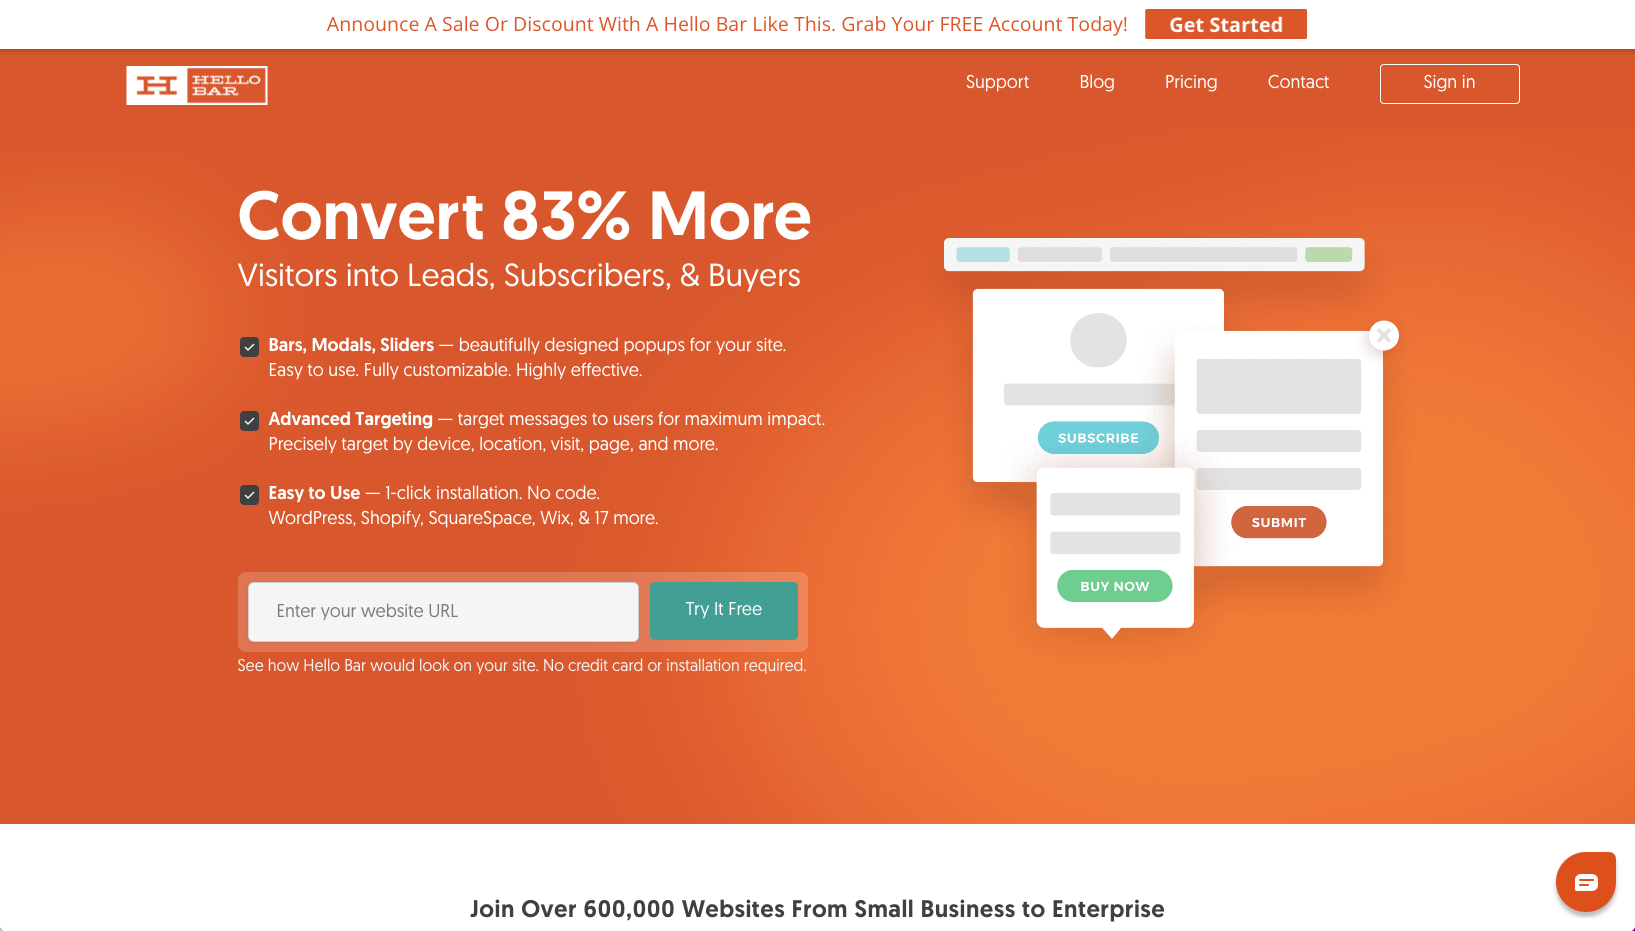 Announce A Sale Or Discount With A Hello Bar Like This. Grab Your FREE Account Today! Get Started
H HELLO BAR
Support Blog Pricing Contact Sign in
Convert 83% More
Visitors into Leads, Subscribers, & Buyers
Bars, Modals, Sliders — beautifully designed popups for your site.
Easy to use. Fully customizable. Highly effective.
Advanced Targeting — target messages to users for maximum impact.
Precisely target by device, location, visit, page, and more.
Easy to Use — 1-click installation. No code.
WordPress, Shopify, SquareSpace, Wix, & 17 more.
Enter your website URL Try It Free
See how Hello Bar would look on your site. No credit card or installation required.
SUBSCRIBE
SUBMIT
BUY NOW
Join Over 600,000 Websites From Small Business to Enterprise